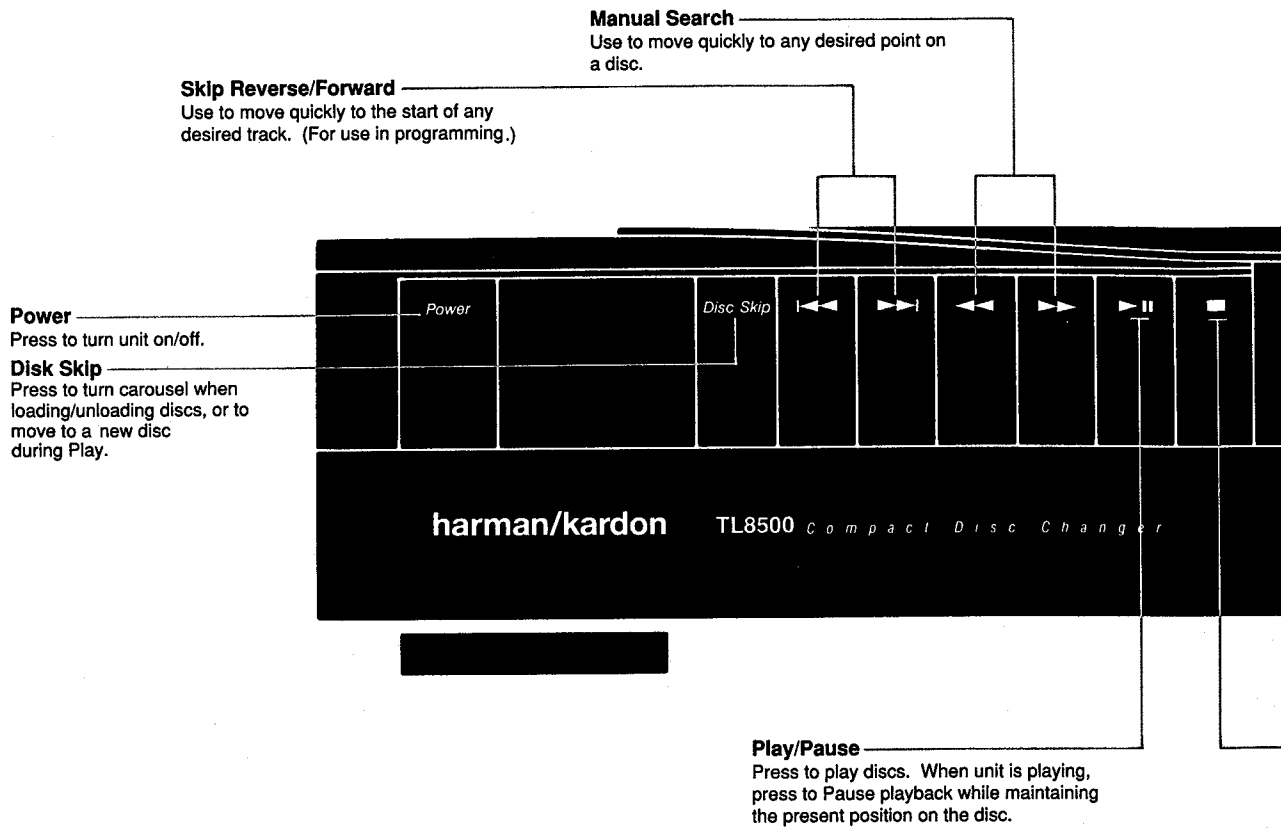 Manual Search
Use to move quickly to any desired point on
a disc.
Skip Reverse/Forward
Use to move quickly to the start of any
desired track. (For use in programming.)
Power
Press to turn unit on/off.
Disk Skip
Press to turn carousel when
loading/unloading discs, or to
move to a new disc
during Play.
Power
Disc Skip
harman/kardon
TL8500 Compact Disc Changer
Play/Pause
Press to play discs. When unit is playing,
press to Pause playback while maintaining
the present position on the disc.